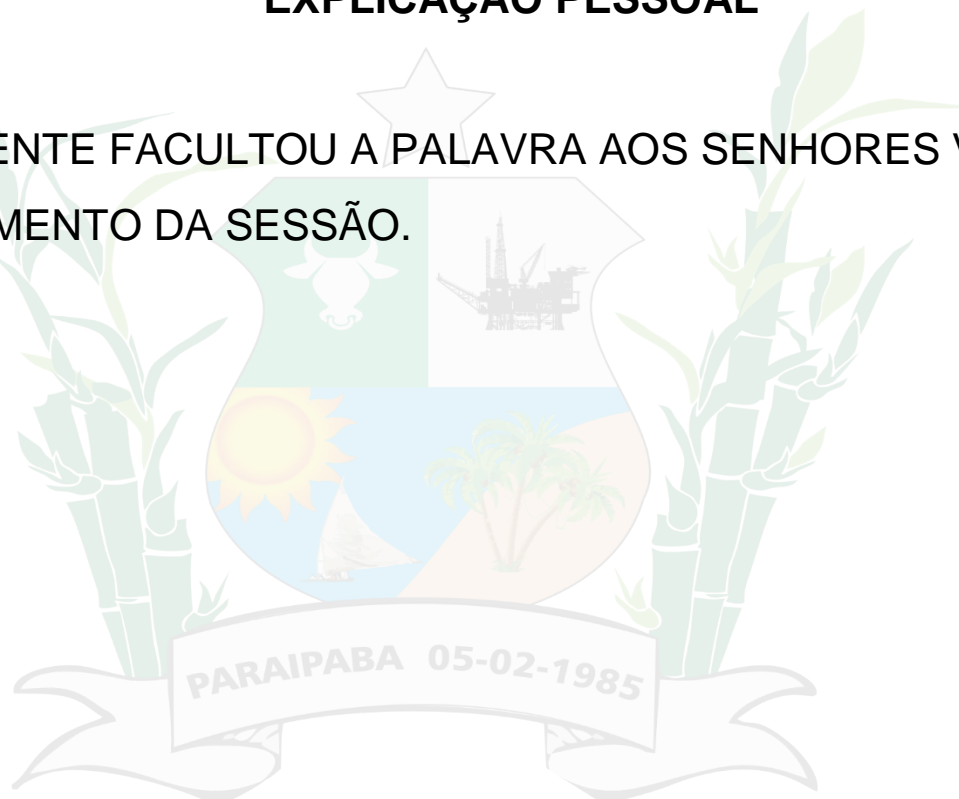 EXPLICAÇÃO PESSOAL
ENTE FACULTOU A PALAVRA AOS SENHORES V
MENTO DA SESSÃO.
PARAIPABA 05-02-1985